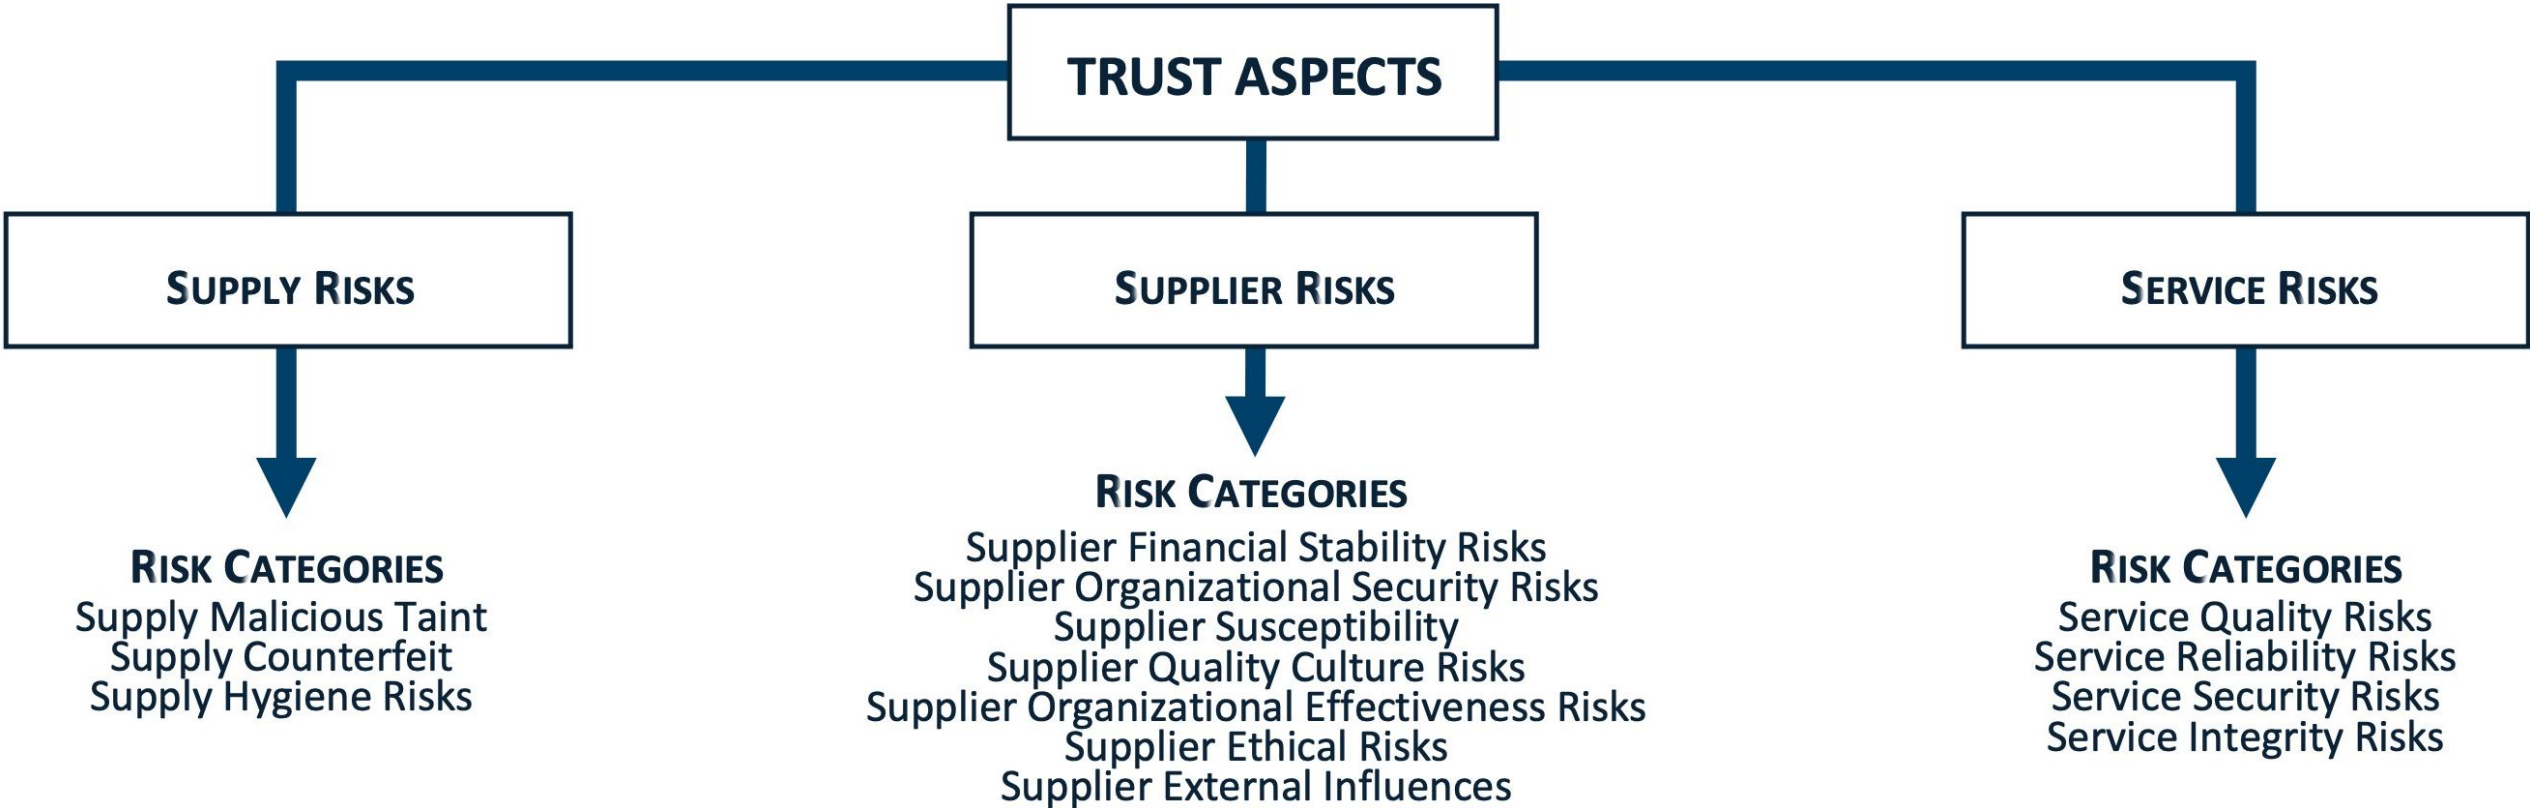 TRUST ASPECTS
SUPPLY RISKS
SUPPLIER RISKS
SERVICE RISKS
RISK CATEGORIES
Supply Malicious Taint
Supply Counterfeit
Supply Hygiene Risks
RISK CATEGORIES
Supplier Financial Stability Risks
Supplier Organizational Security Risks
Supplier Susceptibility
Supplier Quality Culture Risks
Supplier Organizational Effectiveness Risks
Supplier Ethical Risks
Supplier External Influences
RISK CATEGORIES
Service Quality Risks
Service Reliability Risks
Service Security Risks
Service Integrity Risks